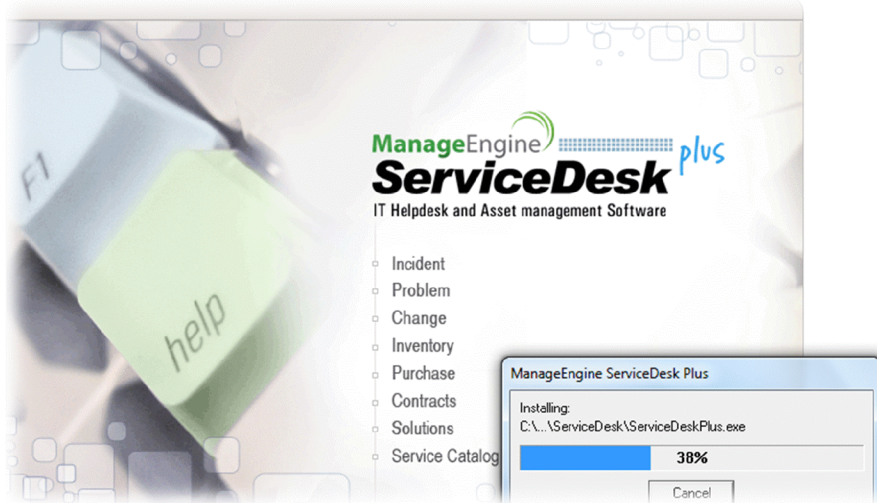 F1
help
ManageEngine
ServiceDesk plus
IT Helpdesk and Asset management Software
Incident
Problem
Change
Inventory
Purchase
Contracts
Solutions
Service Catalog
ManageEngine ServiceDesk Plus
Installing:
C:\...\ServiceDesk\ServiceDeskPlus.exe
38%
Cancel